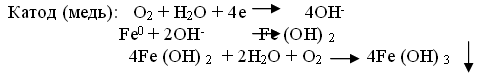 Катод (медь): O₂ + H₂O + 4e → 4OH⁻
Fe⁰ + 2OH⁻ → Fe (OH) ₂
4Fe (OH) ₂ + 2H₂O + O₂ → 4Fe (OH) ₃ ↓